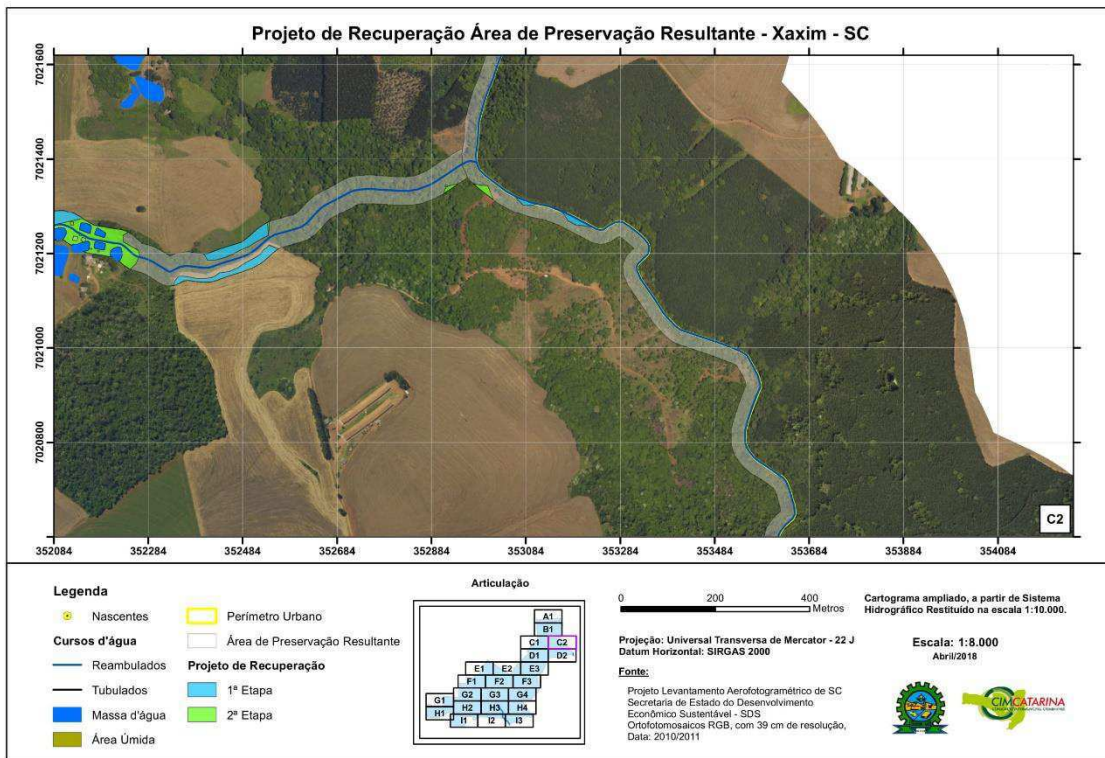 Projeto de Recuperação Área de Preservação Resultante - Xaxim - SC
7021600
7021400
7021200
7021000
7020800
C2
352084 352284 352484 352684 352884 353084 353284 353484 353684 353884 354084
Legenda
Nascentes
Cursos d'água
Reambulados
Tubulados
Massa d'água
Área Úmida
Perímetro Urbano
Área de Preservação Resultante
Projeto de Recuperação
1ª Etapa
2ª Etapa
Articulação
A1
B1
C1 C2
D1 D2
E1 E2 E3
F1 F2 F3
G1 G2 G3 G4
H1 H2 H3 H4
I1 I2 I3
0 200 400
Metros
Projeção: Universal Transversa de Mercator - 22 J
Datum Horizontal: SIRGAS 2000
Fonte:
Projeto Levantamento Aerofotogramétrico de SC
Secretaria de Estado do Desenvolvimento
Econômico Sustentável - SDS
Ortofotomosaicos RGB, com 39 cm de resolução,
Data: 2010/2011
Cartograma ampliado, a partir de Sistema
Hidrográfico Restituído na escala 1:10.000.
Escala: 1:8.000
Abril/2018
CIMCATARINA